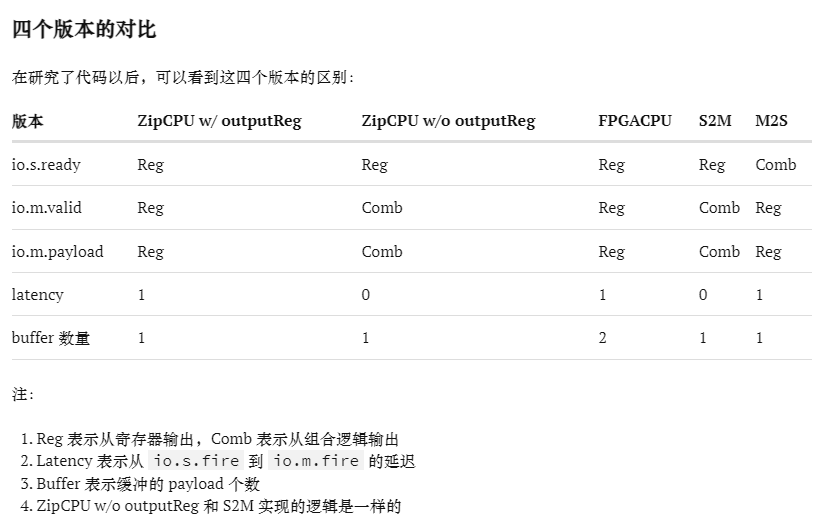 四个版本的对比
在研究了代码以后，可以看到这四个版本的区别：
版本 ZipCPU w/ outputReg ZipCPU w/o outputReg FPGACPU S2M M2S
io.s.ready Reg Reg Reg Reg Comb
io.m.valid Reg Comb Reg Comb Reg
io.m.payload Reg Comb Reg Comb Reg
latency 1 0 1 0 1
buffer 数量 1 1 2 1 1
注：
1. Reg 表示从寄存器输出，Comb 表示从组合逻辑输出
2. Latency 表示从 io.s.fire 到 io.m.fire 的延迟
3. Buffer 表示缓冲的 payload 个数
4. ZipCPU w/o outputReg 和 S2M 实现的逻辑是一样的